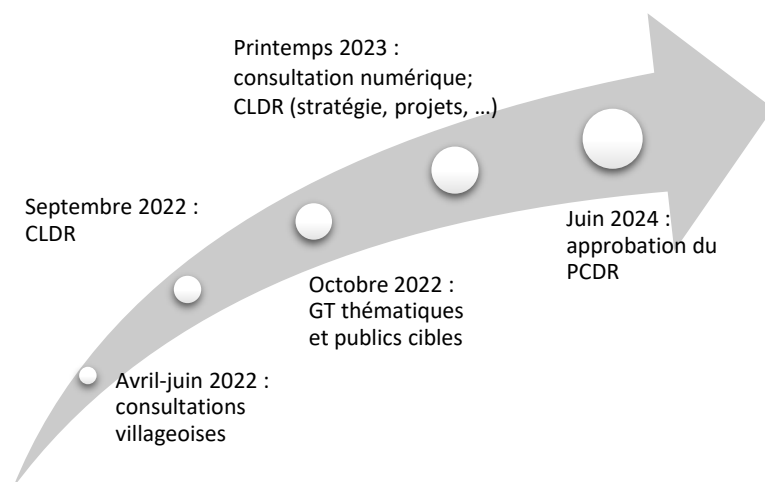 Printemps 2023 :
consultation numérique;
CLDR (stratégie, projets, …)
Septembre 2022 :
CLDR
Juin 2024 :
approbation du
PCDR
Octobre 2022 :
GT thématiques
et publics cibles
Avril-juin 2022 :
consultations
villageoises